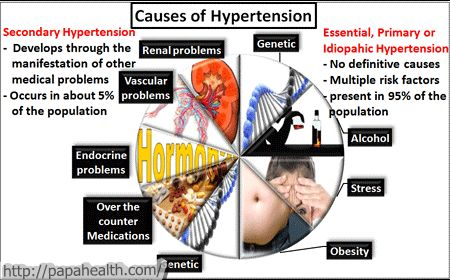 Causes of Hypertension
Secondary Hypertension
- Develops through the
manifestation of other
medical problems
- Occurs in about 5%
of the population
Renal problems
Vascular
problems
Endocrine
problems
Over the
counter
Medications
Genetic
Essential, Primary or
Idiopahic Hypertension
- No definitive causes
- Multiple risk factors
- present in 95% of the
population
Alcohol
Stress
Obesity
enetic
Hormon
http://papahealth.com/